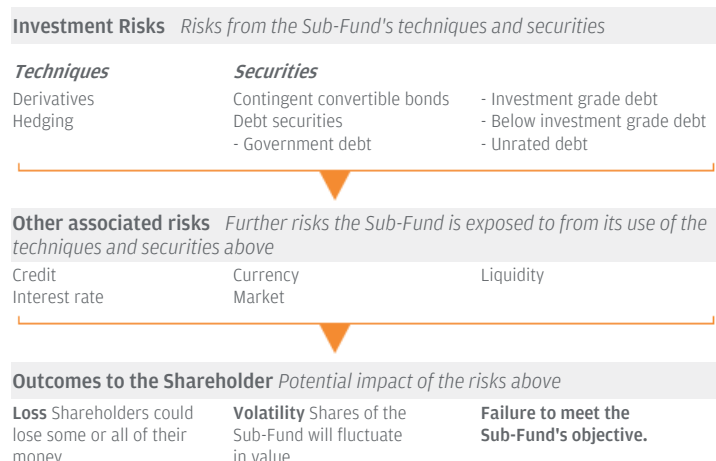 Investment Risks Risks from the Sub-Fund's techniques and securities
Techniques
Derivatives
Hedging
Securities
Contingent convertible bonds
Debt securities
- Government debt
- Investment grade debt
- Below investment grade debt
- Unrated debt
Other associated risks Further risks the Sub-Fund is exposed to from its use of the
techniques and securities above
Credit
Interest rate
Currency
Market
Liquidity
Outcomes to the Shareholder Potential impact of the risks above
Loss Shareholders could
lose some or all of their
money
Volatility Shares of the
Sub-Fund will fluctuate
in value
Failure to meet the
Sub-Fund's objective.